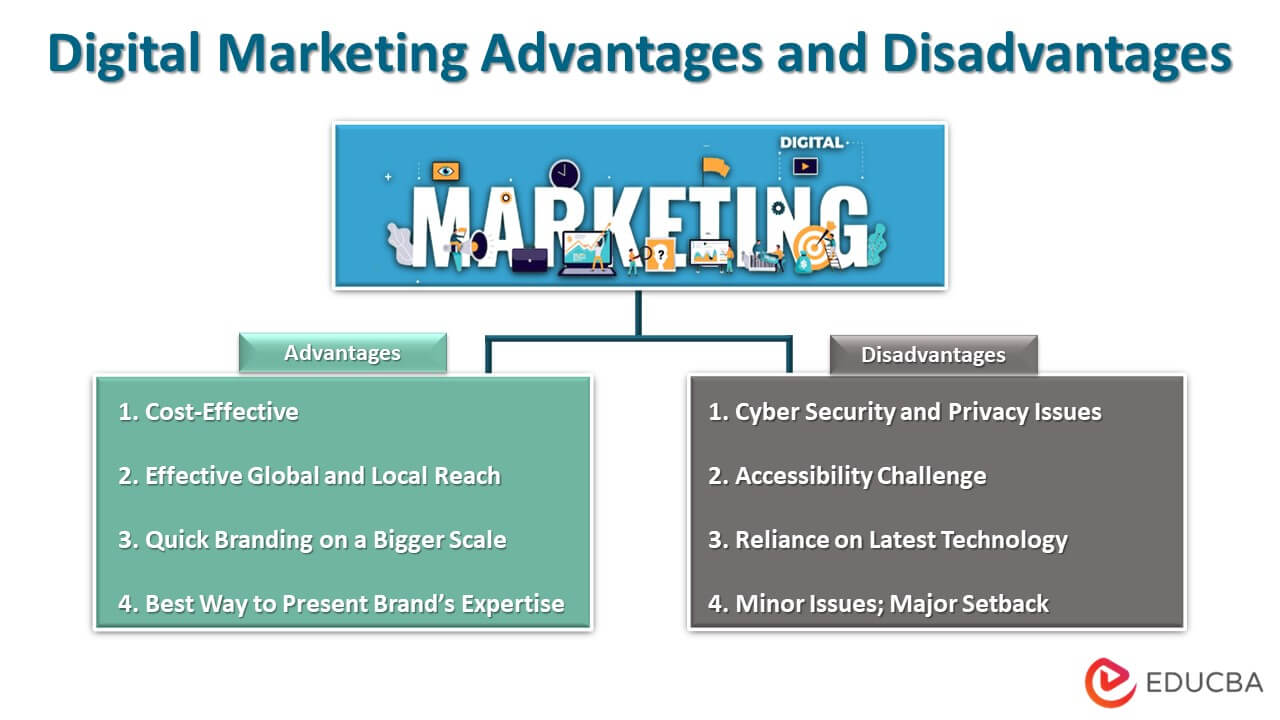 Digital Marketing Advantages and Disadvantages
DIGITAL
MARKETING
?
$
Advantages
1. Cost-Effective
2. Effective Global and Local Reach
3. Quick Branding on a Bigger Scale
4. Best Way to Present Brand’s Expertise
Disadvantages
1. Cyber Security and Privacy Issues
2. Accessibility Challenge
3. Reliance on Latest Technology
4. Minor Issues; Major Setback
EDUCBA